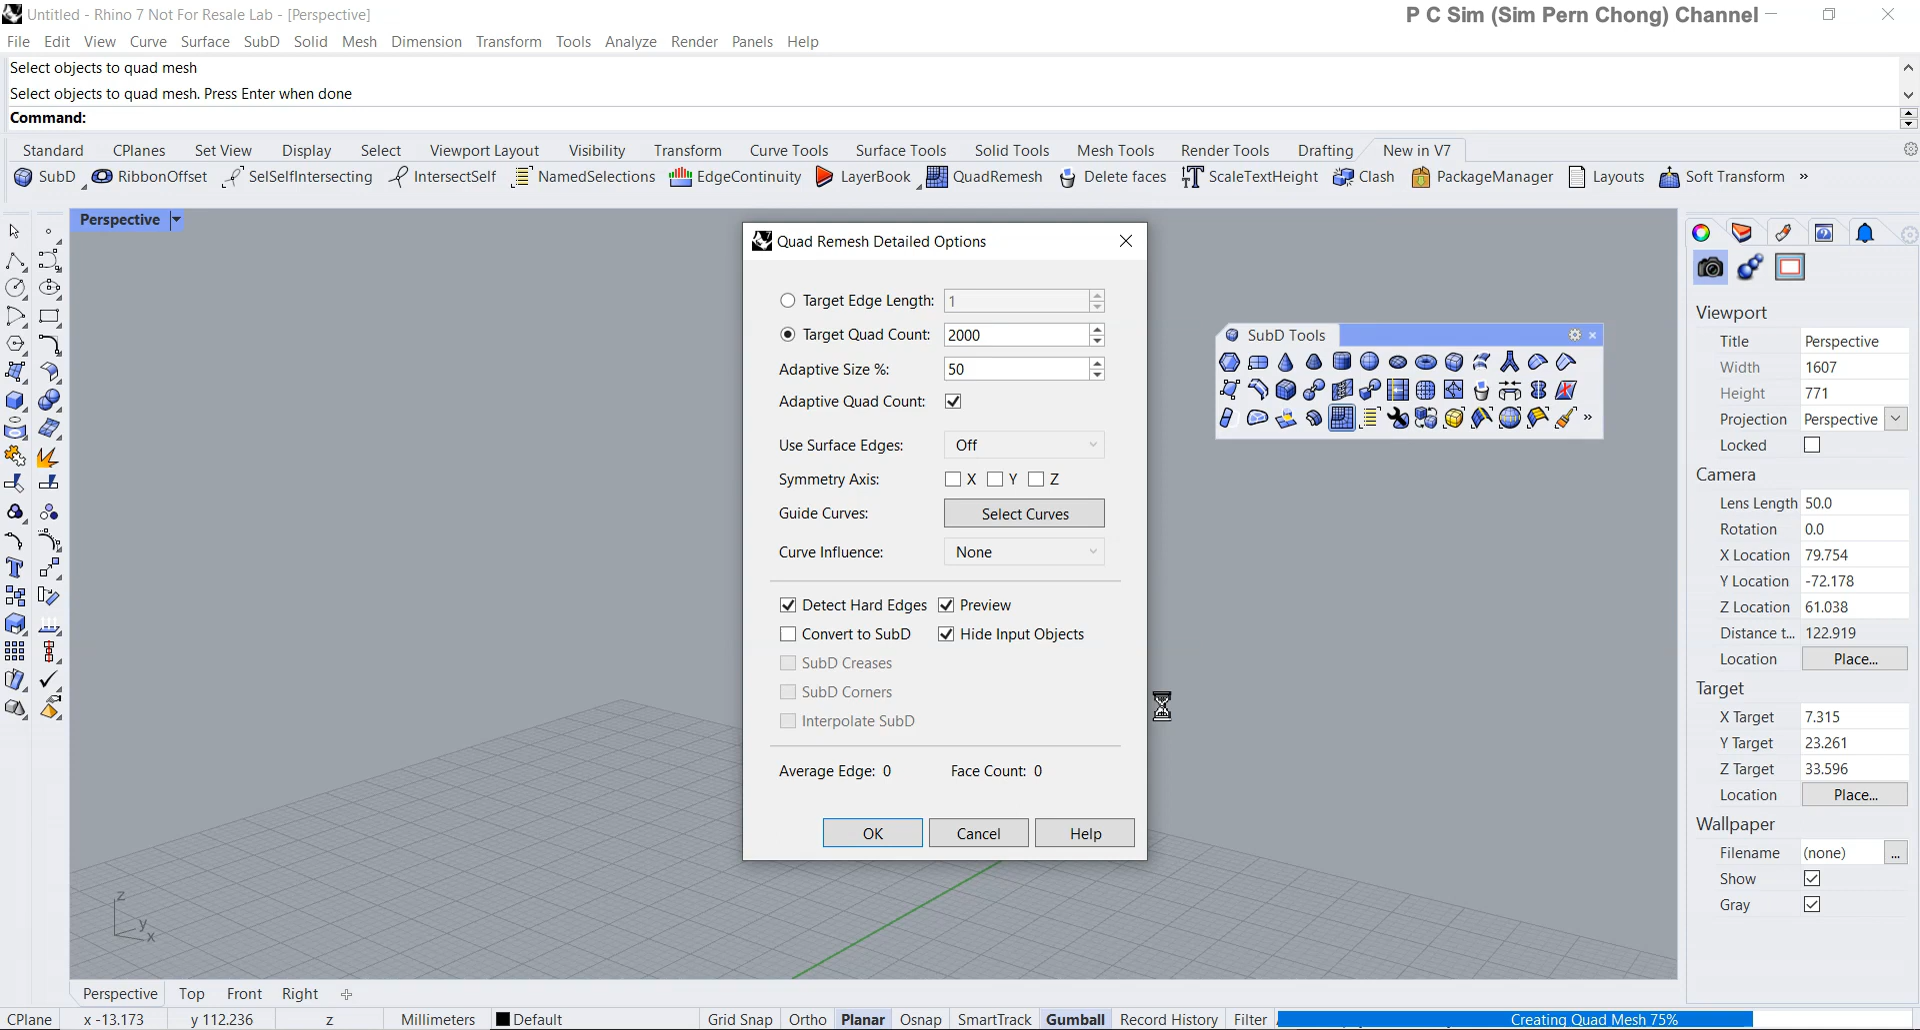 Untitled - Rhino 7 Not For Resale Lab - [Perspective]
P C Sim (Sim Pern Chong) Channel
File Edit View Curve Surface SubD Solid Mesh Dimension Transform Tools Analyze Render Panels Help
Select objects to quad mesh
Select objects to quad mesh. Press Enter when done
Command:
Standard CPlanes Set View Display Select Viewport Layout Visibility Transform Curve Tools Surface Tools Solid Tools Mesh Tools Render Tools Drafting New in V7
SubD RibbonOffset SelSelfIntersecting IntersectSelf NamedSelections EdgeContinuity LayerBook QuadRemesh Delete faces ScaleTextHeight Clash PackageManager Layouts Soft Transform »
Perspective
Quad Remesh Detailed Options
Target Edge Length: 1
Target Quad Count: 2000
Adaptive Size %: 50
Adaptive Quad Count:
Use Surface Edges: Off
Symmetry Axis: X Y Z
Guide Curves: Select Curves
Curve Influence: None
Detect Hard Edges Preview
Convert to SubD Hide Input Objects
SubD Creases
SubD Corners
Interpolate SubD
Average Edge: 0 Face Count: 0
OK Cancel Help
SubD Tools
»
Viewport
Title Perspective
Width 1607
Height 771
Projection Perspective
Locked
Camera
Lens Length 50.0
Rotation 0.0
X Location 79.754
Y Location -72.178
Z Location 61.038
Distance t... 122.919
Location Place...
Target
X Target 7.315
Y Target 23.261
Z Target 33.596
Location Place...
Wallpaper
Filename (none) ...
Show
Gray
z
y
x
Perspective Top Front Right
CPlane x -13.173 y 112.236 z Millimeters Default Grid Snap Ortho Planar Osnap SmartTrack Gumball Record History Filter Creating Quad Mesh 75%